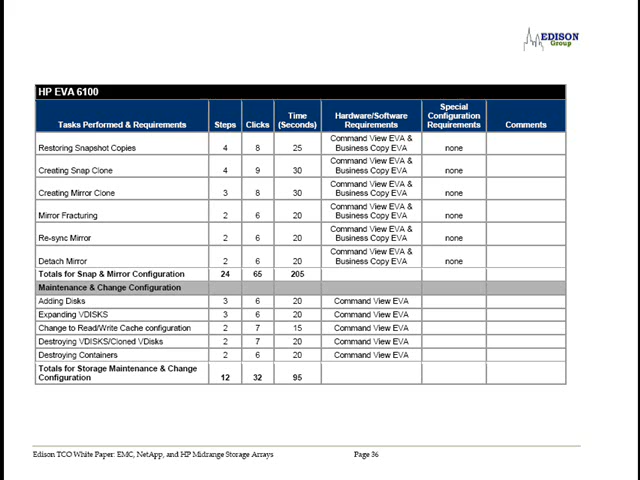 EDISON
Group
HP EVA 6100
Tasks Performed & Requirements Steps Clicks Time (Seconds) Hardware/Software Requirements Special Configuration Requirements Comments
Restoring Snapshot Copies 4 8 25 Command View EVA & Business Copy EVA none
Creating Snap Clone 4 9 30 Command View EVA & Business Copy EVA none
Creating Mirror Clone 3 8 30 Command View EVA & Business Copy EVA none
Mirror Fracturing 2 6 20 Command View EVA & Business Copy EVA none
Re-sync Mirror 2 6 20 Command View EVA & Business Copy EVA none
Detach Mirror 2 6 20 Command View EVA & Business Copy EVA none
Totals for Snap & Mirror Configuration 24 65 205
Maintenance & Change Configuration
Adding Disks 3 6 20 Command View EVA
Expanding VDISKS 3 6 20 Command View EVA
Change to Read/Write Cache configuration 2 7 15 Command View EVA
Destroying VDISKS/Cloned VDisks 2 7 20 Command View EVA
Destroying Containers 2 6 20 Command View EVA
Totals for Storage Maintenance & Change Configuration 12 32 95
Edison TCO White Paper: EMC, NetApp, and HP Midrange Storage Arrays Page 36